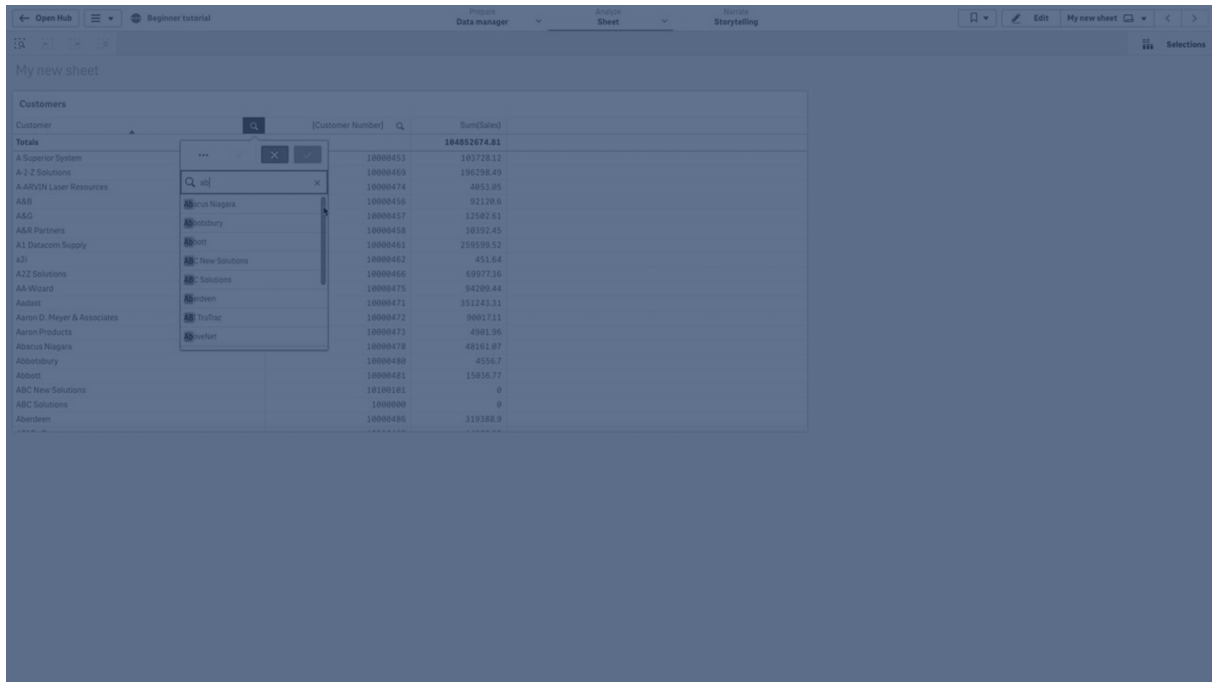 Open Hub Beginner tutorial Prepare Data manager Analyze Sheet Narrate Storytelling Edit My new sheet
Selections
My new sheet
Customers
Customer [Customer Number] Sum(Sales)
Totals 104852674.81
A Superior System 10000453 103728.12
A-2-Z Solutions 10000469 196298.49
A-ARVIN Laser Resources 10000474 4053.05
A&B 10000456 92120.6
A&G 10000457 12502.61
A&R Partners 10000458 10392.45
A1 Datacom Supply 10000461 259599.52
a2i 10000462 451.64
A2Z Solutions 10000466 69977.36
AA-Wizard 10000475 94209.44
Aadast 10000471 351243.31
Aaron D. Meyer & Associates 10000472 90017.11
Aaron Products 10000473 4901.96
Abacus Niagara 10000478 48161.07
Abbotsbury 10000480 4556.7
Abbott 10000481 15036.77
ABC New Solutions 10100101 0
ABC Solutions 1000000 0
Aberdeen 10000486 319388.9
ab
Abacus Niagara
Abbotsbury
Abbott
ABC New Solutions
ABC Solutions
Aberdeen
AboveNet